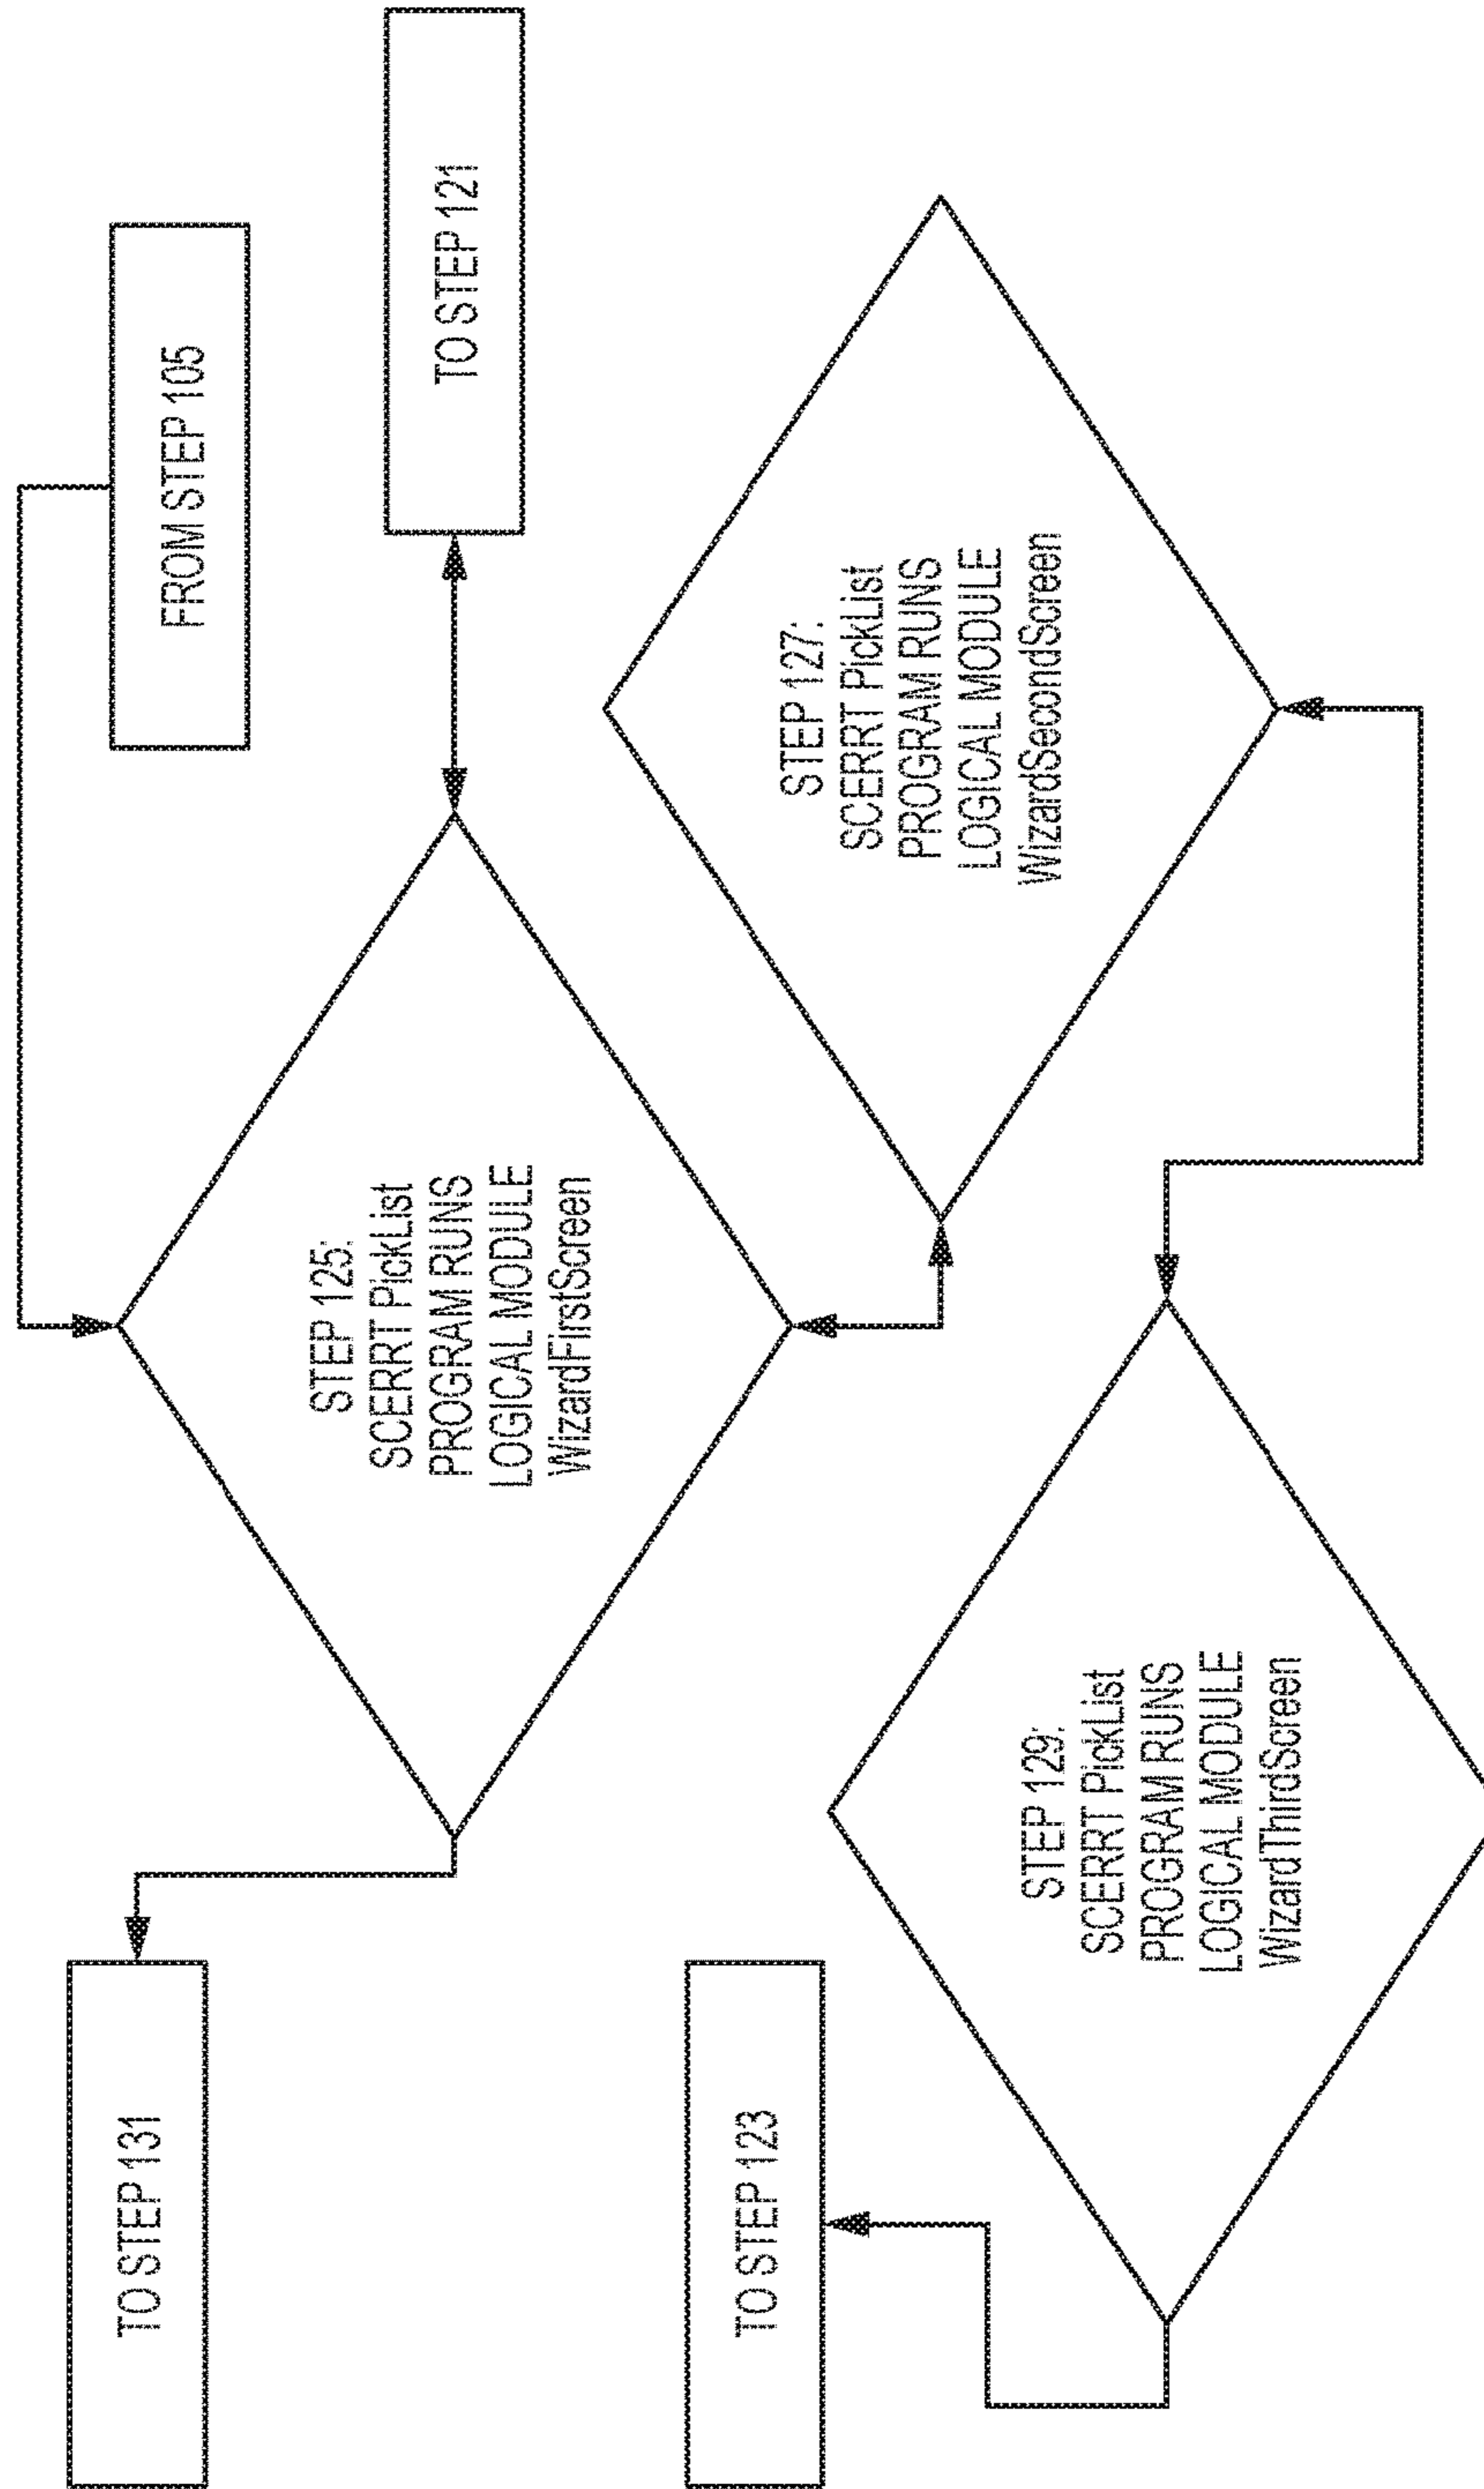 FROM STEP 105
TO STEP 121
TO STEP 131
STEP 125:
SCERRT PickList
PROGRAM RUNS
LOGICAL MODULE
WizardFirstScreen
STEP 127:
SCERRT PickList
PROGRAM RUNS
LOGICAL MODULE
WizardSecondScreen
TO STEP 123
STEP 129:
SCERRT PickList
PROGRAM RUNS
LOGICAL MODULE
WizardThirdScreen